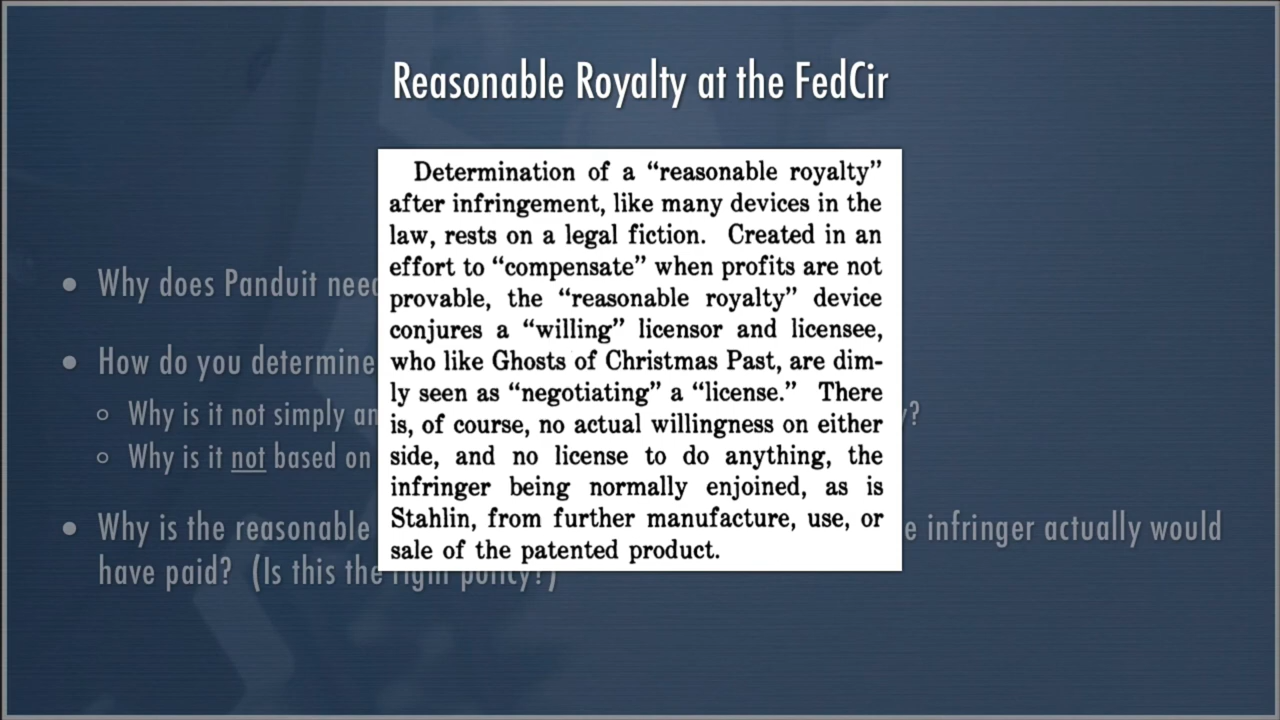 Reasonable Royalty at the FedCir
Determination of a “reasonable royalty”
after infringement, like many devices in the
law, rests on a legal fiction. Created in an
effort to “compensate” when profits are not
provable, the “reasonable royalty” device
conjures a “willing” licensor and licensee,
who like Ghosts of Christmas Past, are dim-
ly seen as “negotiating” a “license.” There
is, of course, no actual willingness on either
side, and no license to do anything, the
infringer being normally enjoined, as is
Stahlin, from further manufacture, use, or
sale of the patented product.
• Why does Panduit
• How do you determine
Why is it not simply
Why is it not based on
• Why is the reasonable infringer actually would
have paid? (Is this the right policy?)